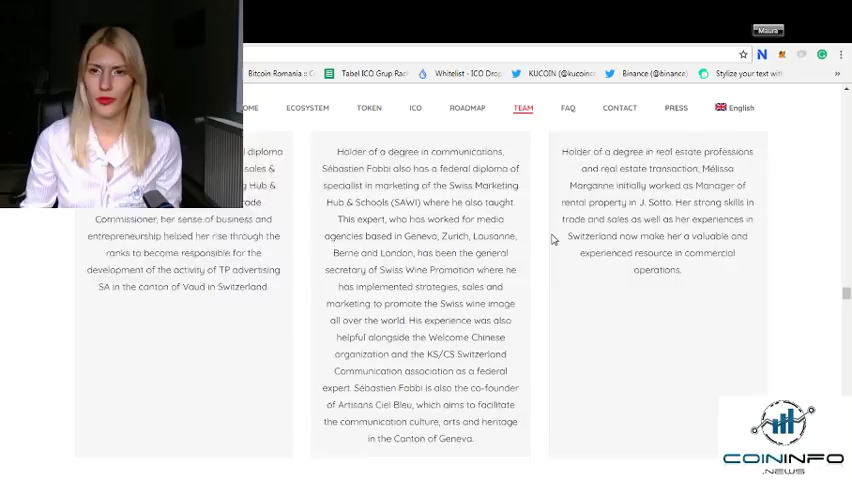 Maura
Bitcoin Romania ::
Tabel ICO Grup Rac
Whitelist - ICO Drop
KUCOIN (@kucoin
Binance (@binance)
Stylize your text wit
»
OME
ECOSYSTEM
TOKEN
ICO
ROADMAP
TEAM
FAQ
CONTACT
PRESS
English
diploma
sales &
g Hub &
rade
Commissioner, her sense of business and
entrepreneurship helped her rise through the
ranks to become responsible for the
development of the activity of TP advertising
SA in the canton of Vaud in Switzerland.
Holder of a degree in communications,
Sébastien Fabbi also has a federal diploma of
specialist in marketing of the Swiss Marketing
Hub & Schools (SAWI) where he also taught.
This expert, who has worked for media
agencies based in Geneva, Zurich, Lausanne,
Berne and London, has been the general
secretary of Swiss Wine Promotion where he
has implemented strategies, sales and
marketing to promote the Swiss wine image
all over the world. His experience was also
helpful alongside the Welcome Chinese
organization and the KS/CS Switzerland
Communication association as a federal
expert. Sébastien Fabbi is also the co-founder
of Artisans Ciel Bleu, which aims to facilitate
the communication culture, arts and heritage
in the Canton of Geneva.
Holder of a degree in real estate professions
and real estate transaction, Mélissa
Morganne initially worked as Manager of
rental property in J. Sotto. Her strong skills in
trade and sales as well as her experiences in
Switzerland now make her a valuable and
experienced resource in commercial
operations.
COININFO
.NEWS